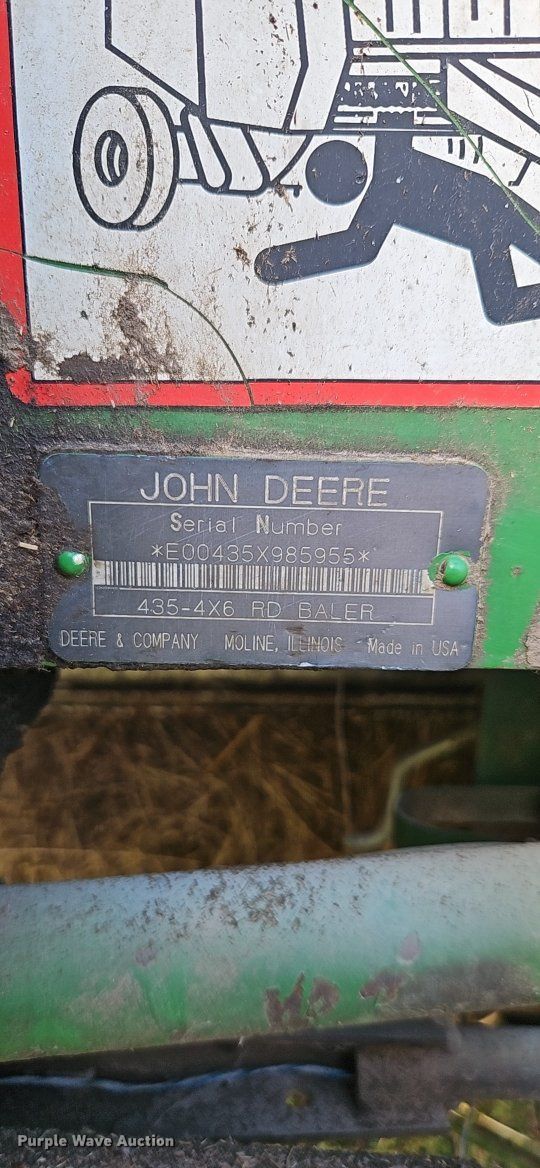 JOHN DEERE
Serial Number
*E00435X985955*
435-4X6 RD BALER
DEERE & COMPANY MOLINE, ILLINOIS Made in USA
Purple Wave Auction